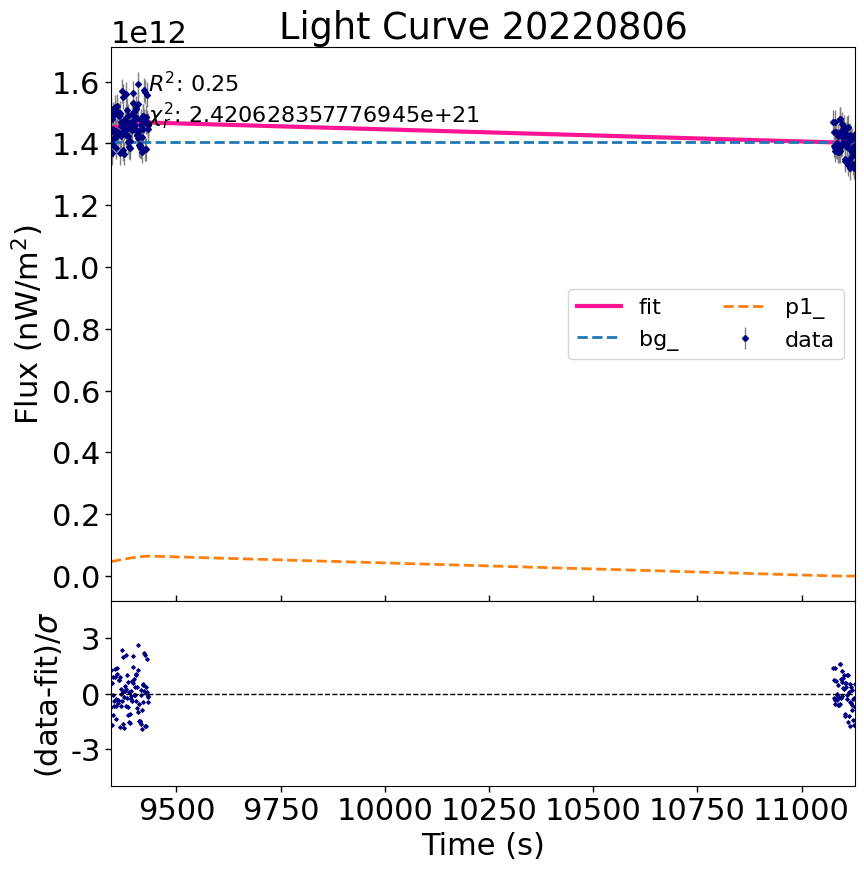 Light Curve 20220806
1e12
R²: 0.25
χ²ᵣ: 2.420628357776945e+21
1.6
1.4
1.2
1.0
0.8
0.6
0.4
0.2
0.0
Flux (nW/m²)
fit
bg_
p1_
data
3
0
-3
(data-fit)/σ
9500 9750 10000 10250 10500 10750 11000
Time (s)